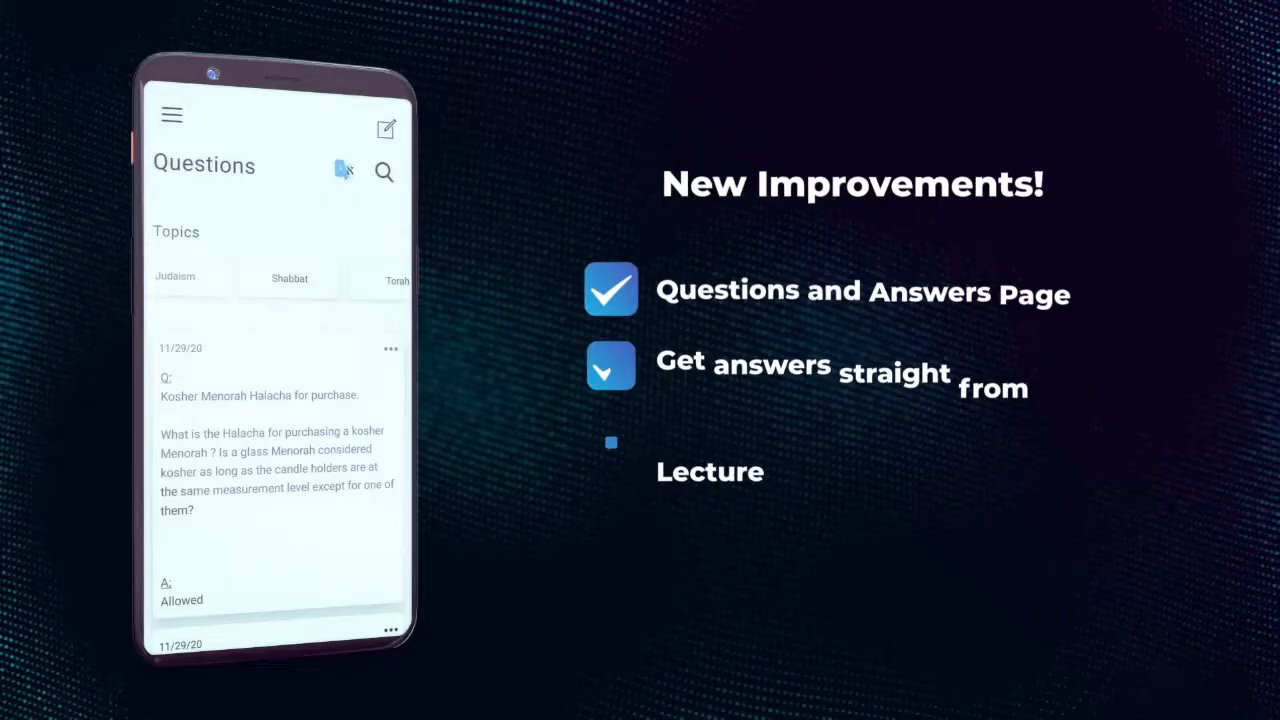 Questions
Topics
Judaism
Shabbat
Torah
11/29/20
Q:
Kosher Menorah Halacha for purchase.
What is the Halacha for purchasing a kosher
Menorah ? Is a glass Menorah considered
kosher as long as the candle holders are at
the same measurement level except for one of
them?
A:
Allowed
11/29/20
New Improvements!
Questions and Answers Page
Get answers straight from
Lecture